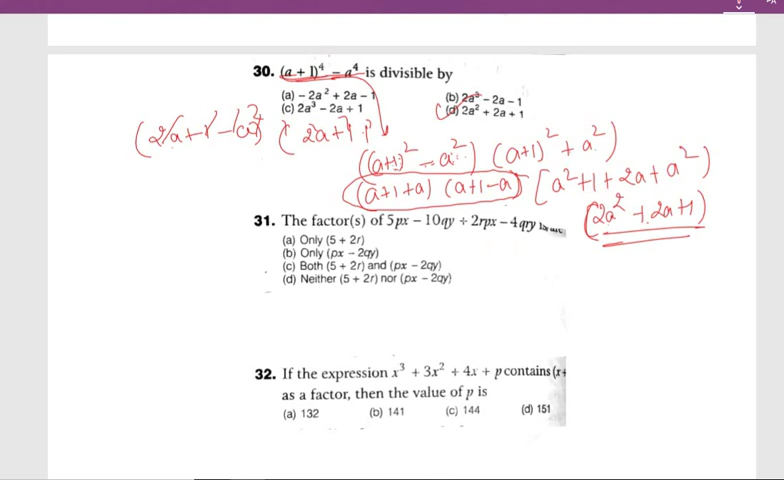 30. (a + 1)⁴ – a⁴ is divisible by
(a) – 2a² + 2a – 1
(b) 2a³ – 2a – 1
(c) 2a³ – 2a + 1
(d) 2a² + 2a + 1
( 2a+1
((a+1)² – a²) ((a+1)² + a²)
(a+1+a) (a+1–a) [a²+1+2a+a²)
(2a² + 2a+1)
31. The factor(s) of 5px – 10qy + 2rpx – 4qry
(a) Only (5 + 2r)
(b) Only (px – 2qy)
(c) Both (5 + 2r) and (px – 2qy)
(d) Neither (5 + 2r) nor (px – 2qy)
32. If the expression x³ + 3x² + 4x + p contains (x+
as a factor, then the value of p is
(a) 132 (b) 141 (c) 144 (d) 151